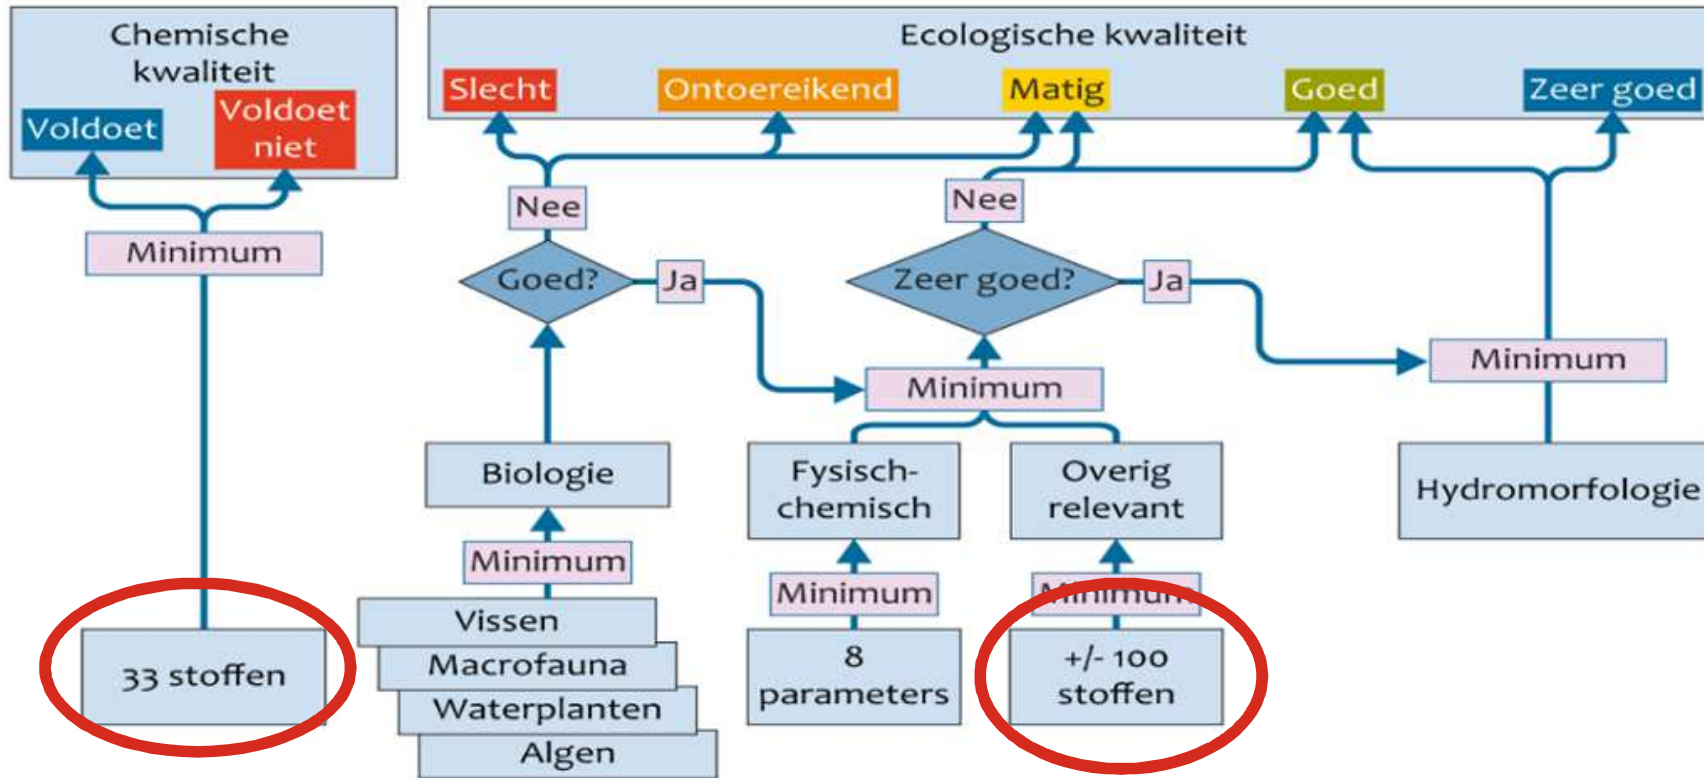 Chemische
kwaliteit
Voldoet
Voldoet
niet
Minimum
33 stoffen
Ecologische kwaliteit
Slecht
Ontoereikend
Matig
Goed
Zeer goed
Nee
Nee
Goed?
Ja
Zeer goed?
Ja
Minimum
Minimum
Biologie
Fysisch-
chemisch
Overig
relevant
Hydromorfologie
Minimum
Minimum
Minimum
Vissen
Macrofauna
Waterplanten
Algen
8
parameters
+/- 100
stoffen